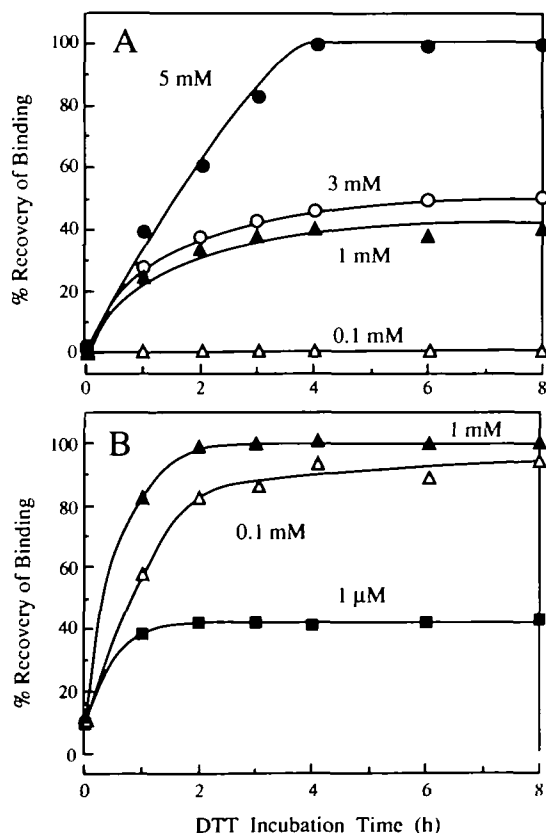 A
100
80
60
40
20
0
% Recovery of Binding
5 mM
3 mM
1 mM
0.1 mM
0 2 4 6 8
B
100
80
60
40
20
0
% Recovery of Binding
1 mM
0.1 mM
1 μM
0 2 4 6 8
DTT Incubation Time (h)